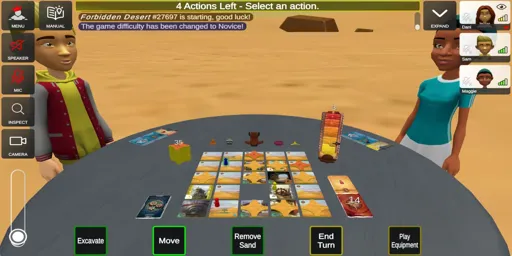 4 Actions Left - Select an action.
Forbidden Desert #27697 is starting, good luck!
The game difficulty has been changed to Novice!
MENU
MANUAL
SPEAKER
MIC
INSPECT
CAMERA
EXPAND
Dani
Sam
Maggie
35
14
Excavate
Move
Remove Sand
End Turn
Play Equipment